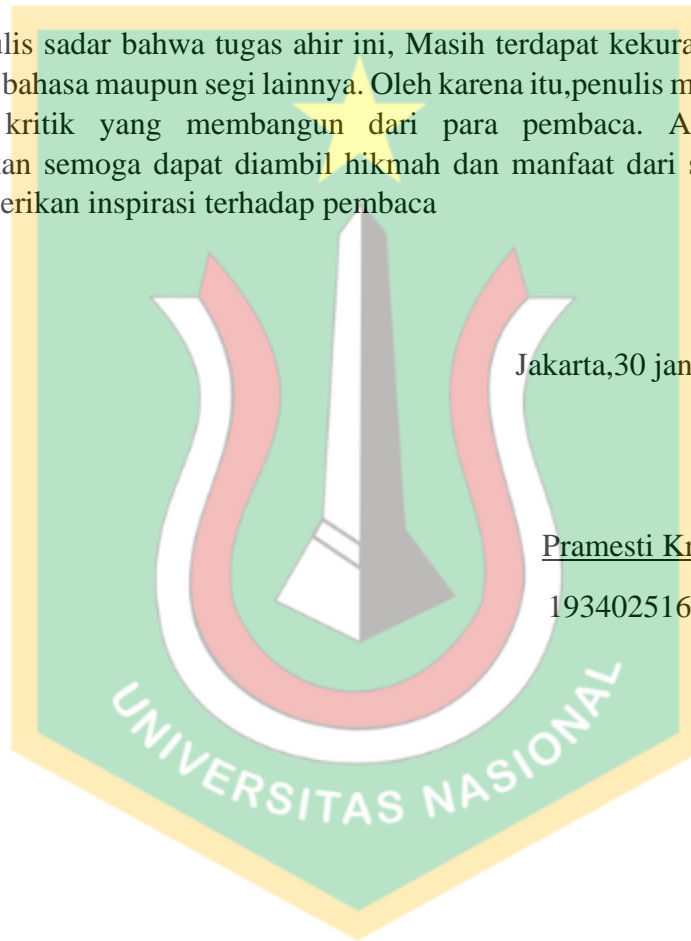 ulis sadar bahwa tugas ahir ini, Masih terdapat kekura
bahasa maupun segi lainnya. Oleh karena itu,penulis m
kritik yang membangun dari para pembaca. A
an semoga dapat diambil hikmah dan manfaat dari s
erikan inspirasi terhadap pembaca
Jakarta,30 jan
Pramesti Kr
193402516
UNIVERSITAS NASIONAL